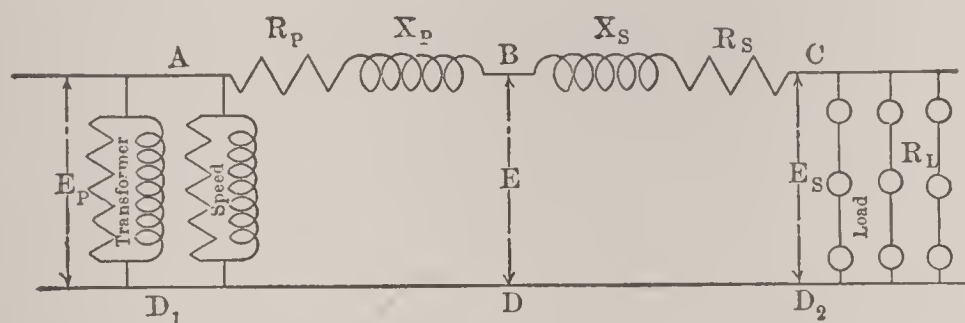 A R_P X_P B X_S R_S C
E_P Transformer Speed E E_S Load R_L
D_1 D D_2